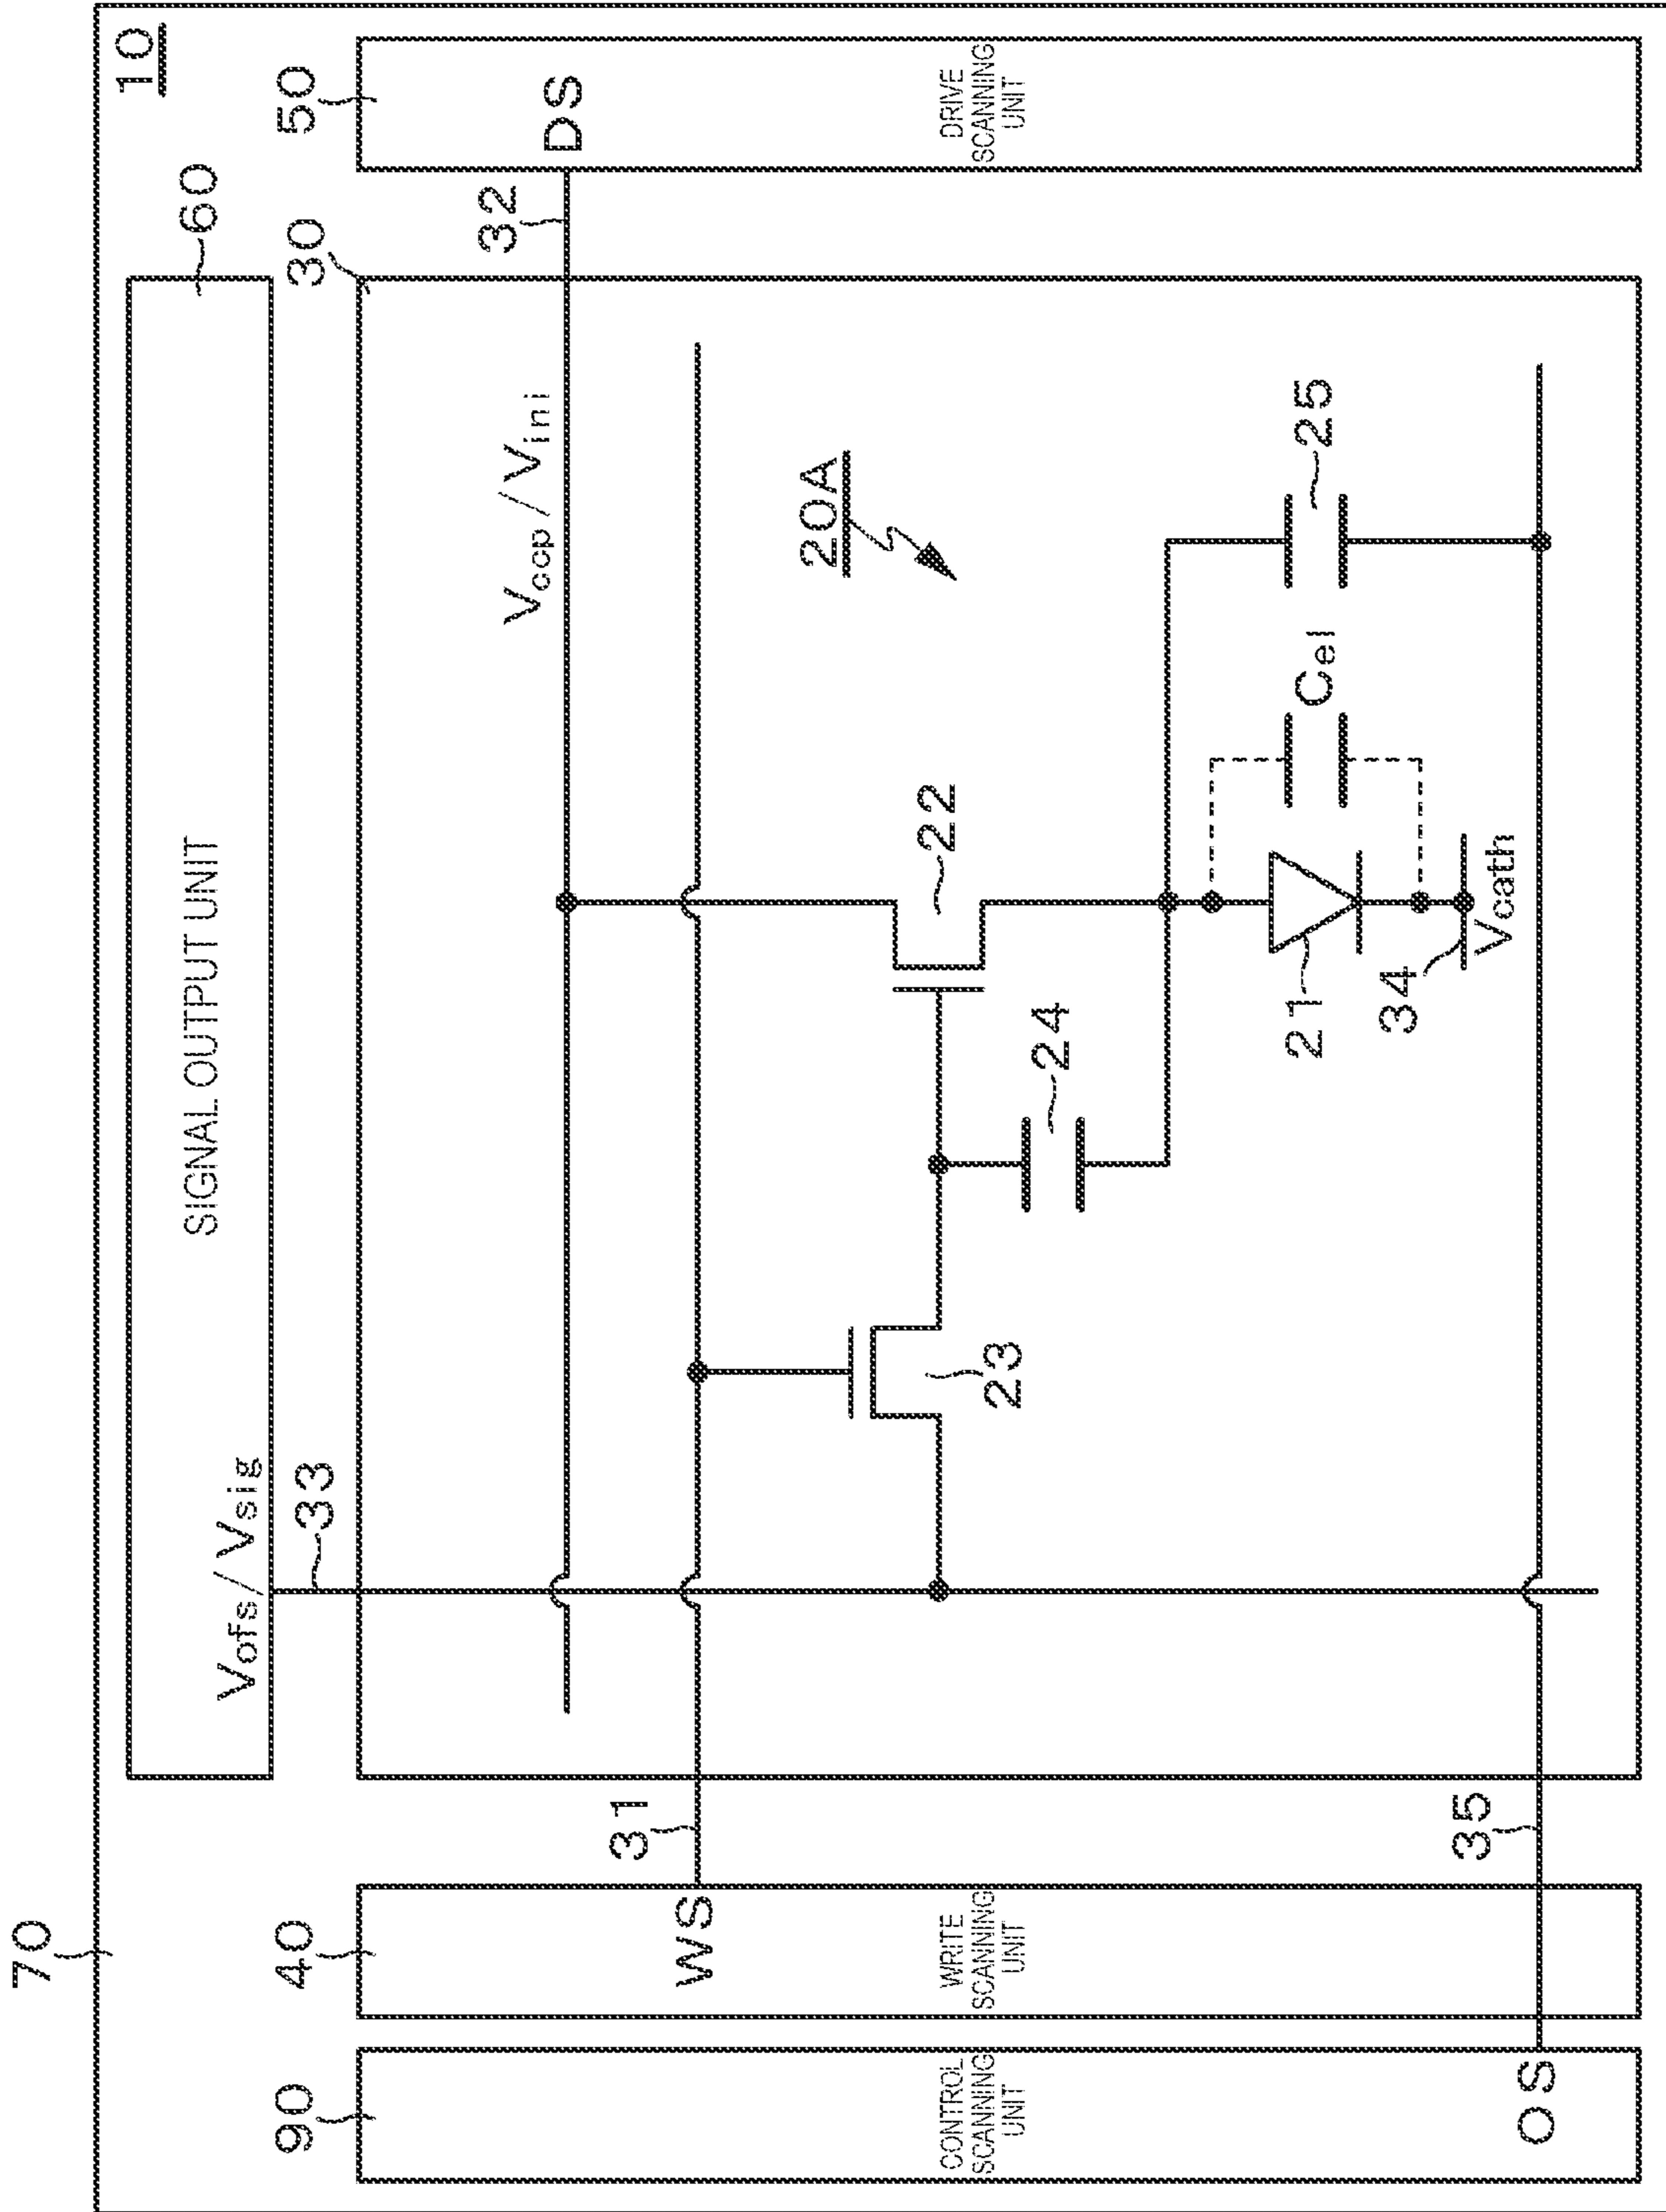 10
70
60
SIGNAL OUTPUT UNIT
Vofs/Vsig
90
40
33
30
50
CONTROL
SCANNING
UNIT
OS
WRITE
SCANNING
UNIT
WS
31
35
32
DS
DRIVE
SCANNING
UNIT
Vccp/Vini
20A
22
23
24
25
Cel
21
34
Vcath